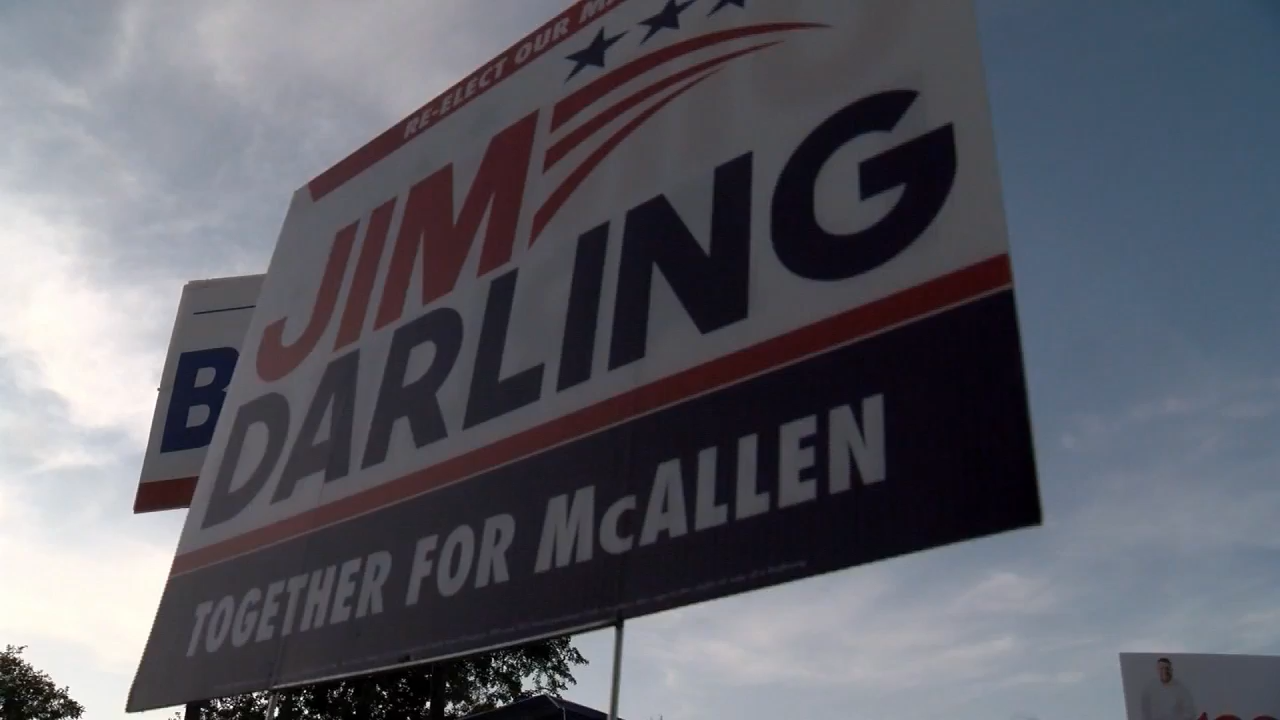 RE-ELECT OUR
JIM
DARLING
TOGETHER FOR McALLEN
B